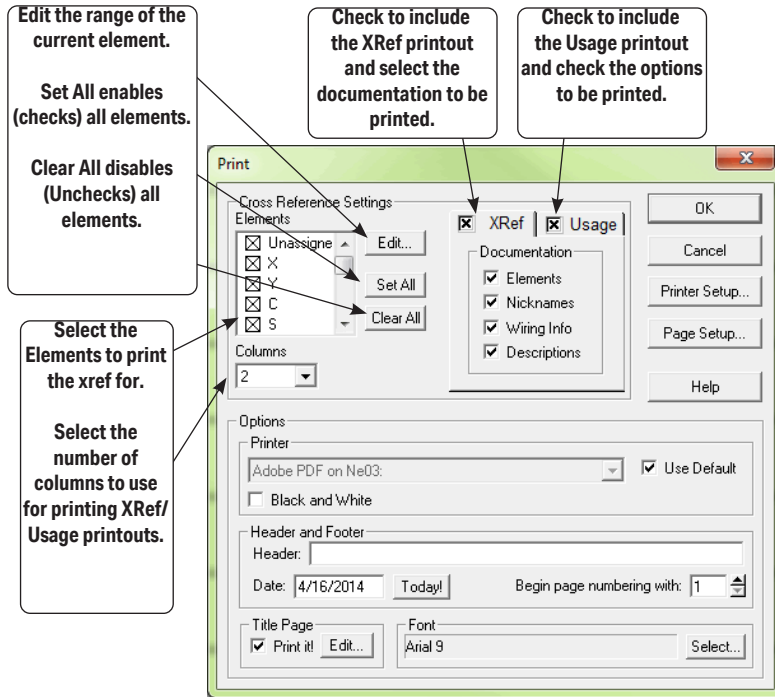 Edit the range of the
current element.
Set All enables
(checks) all elements.
Clear All disables
(Unchecks) all
elements.
Check to include
the XRef printout
and select the
documentation to be
printed.
Check to include
the Usage printout
and check the options
to be printed.
Select the
Elements to print
the xref for.
Select the
number of
columns to use
for printing XRef/
Usage printouts.
Print
Cross Reference Settings
Elements
Unassigne
X
Y
C
S
Edit...
Set All
Clear All
Columns
2
XRef
Usage
Documentation
Elements
Nicknames
Wiring Info
Descriptions
OK
Cancel
Printer Setup...
Page Setup...
Help
Options
Printer
Adobe PDF on Ne03:
Use Default
Black and White
Header and Footer
Header:
Date: 4/16/2014 Today! Begin page numbering with: 1
Title Page
Print it! Edit...
Font
Arial 9 Select...